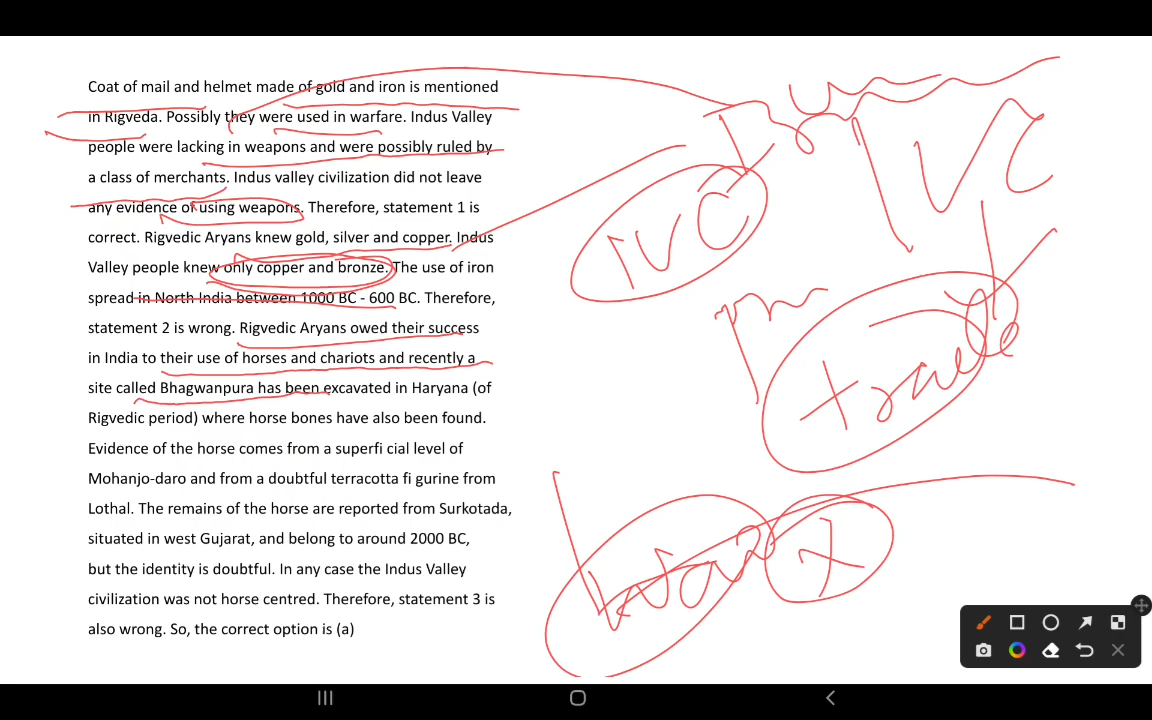 Coat of mail and helmet made of gold and iron is mentioned
in Rigveda. Possibly they were used in warfare. Indus Valley
people were lacking in weapons and were possibly ruled by
a class of merchants. Indus valley civilization did not leave
any evidence of using weapons. Therefore, statement 1 is
correct. Rigvedic Aryans knew gold, silver and copper. Indus
Valley people knew only copper and bronze. The use of iron
spread in North India between 1000 BC - 600 BC. Therefore,
statement 2 is wrong. Rigvedic Aryans owed their success
in India to their use of horses and chariots and recently a
site called Bhagwanpura has been excavated in Haryana (of
Rigvedic period) where horse bones have also been found.
Evidence of the horse comes from a superfi cial level of
Mohanjo-daro and from a doubtful terracotta fi gurine from
Lothal. The remains of the horse are reported from Surkotada,
situated in west Gujarat, and belong to around 2000 BC,
but the identity is doubtful. In any case the Indus Valley
civilization was not horse centred. Therefore, statement 3 is
also wrong. So, the correct option is (a)
IVC
IVC
trade